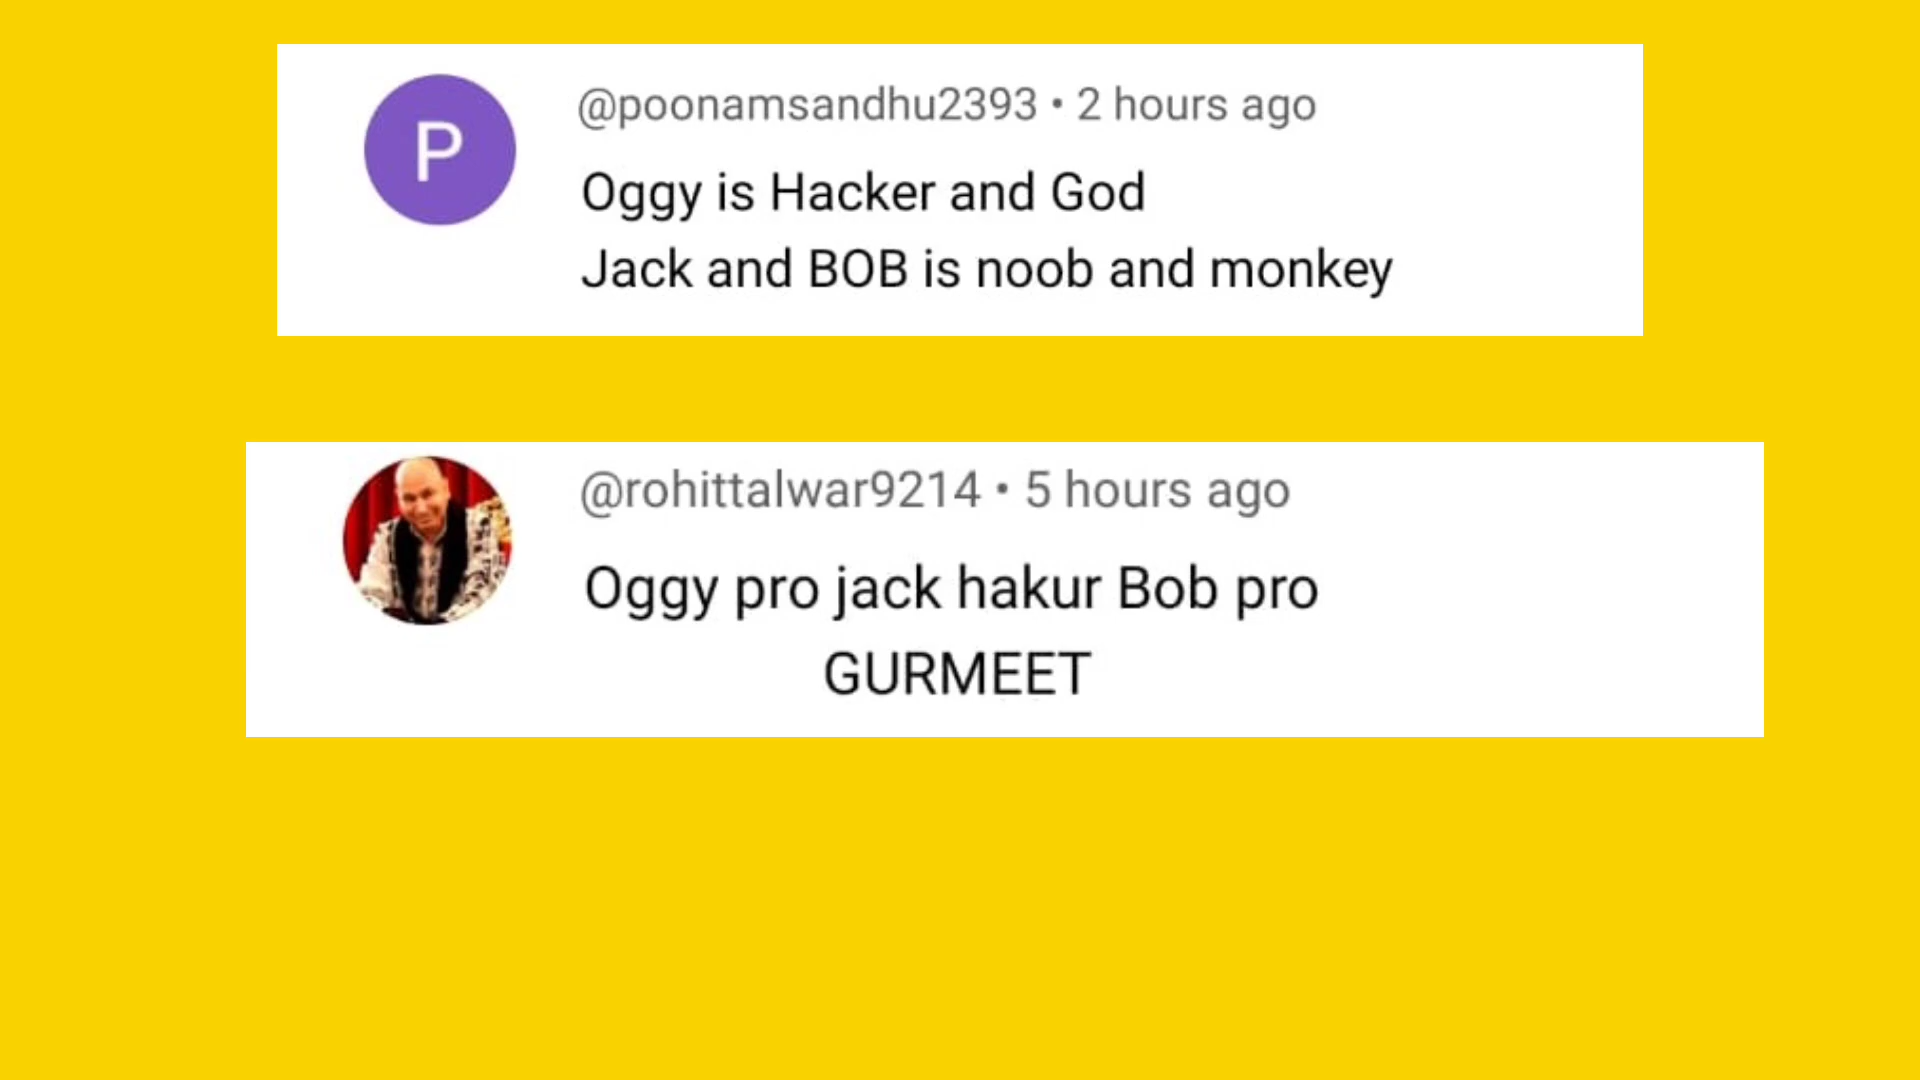 P
@poonamsandhu2393 • 2 hours ago
Oggy is Hacker and God
Jack and BOB is noob and monkey
@rohittalwar9214 • 5 hours ago
Oggy pro jack hakur Bob pro
GURMEET